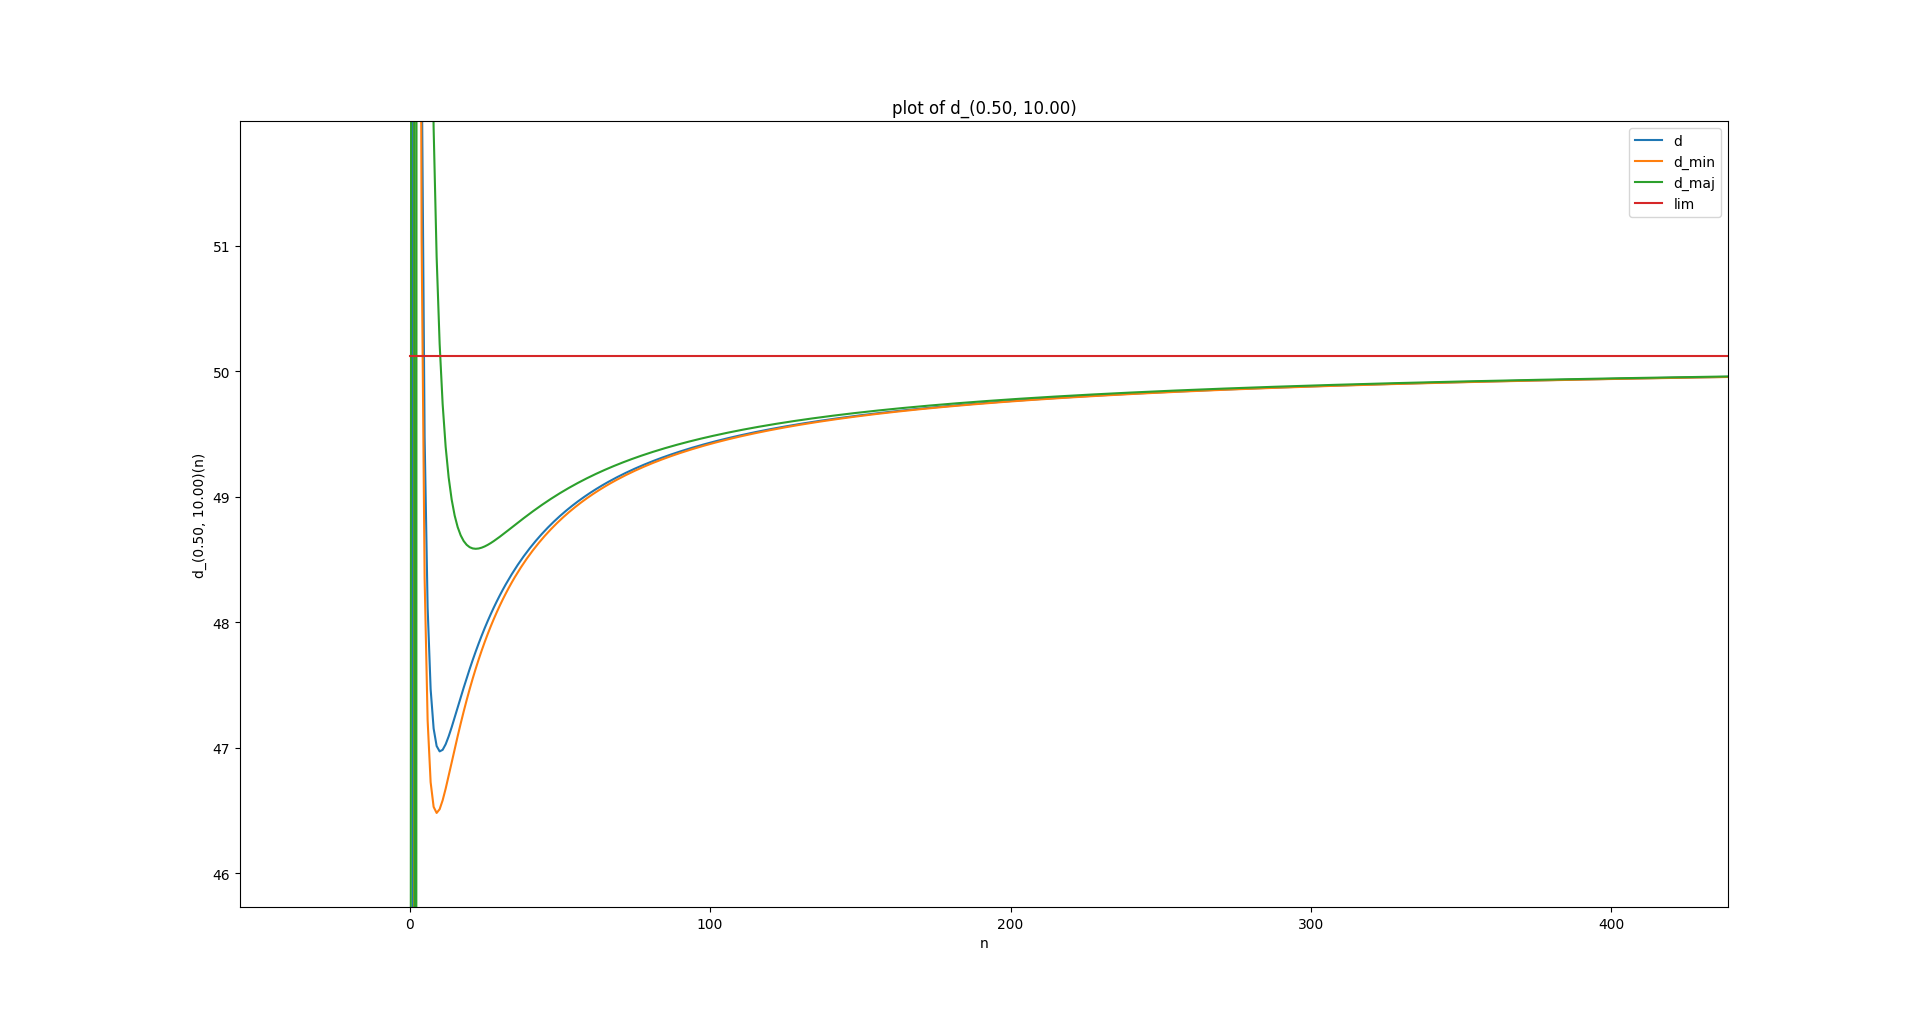 plot of d_(0.50, 10.00)
d
d_min
d_maj
lim
51
50
49
48
47
46
d_(0.50, 10.00)(n)
0
100
200
300
400
n